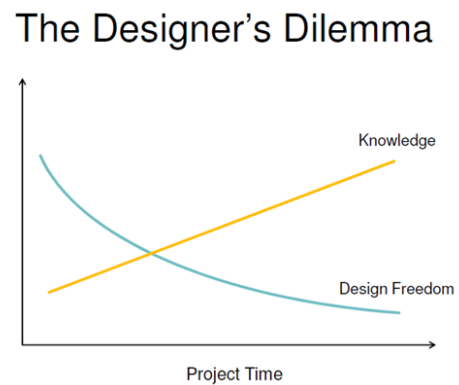 The Designer’s Dilemma
Knowledge
Design Freedom
Project Time